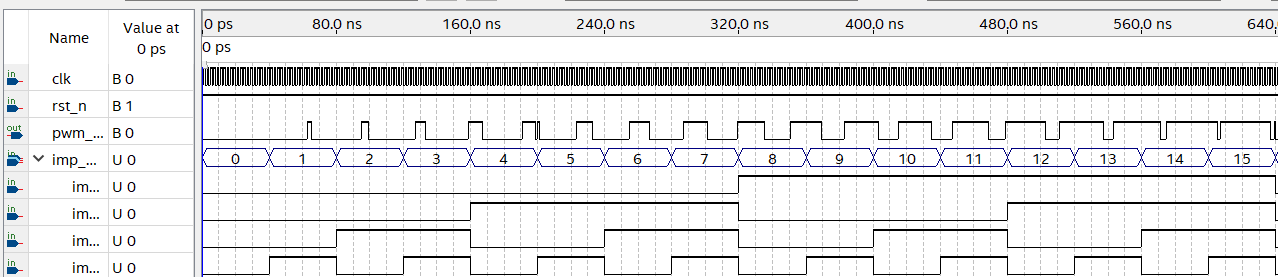 Name
Value at
0 ps
0 ps 80.0 ns 160.0 ns 240.0 ns 320.0 ns 400.0 ns 480.0 ns 560.0 ns 640.
0 ps
in clk B 0
in rst_n B 1
out pwm_... B 0
in imp_... U 0 0 1 2 3 4 5 6 7 8 9 10 11 12 13 14 15
in im... U 0
in im... U 0
in im... U 0
in im... U 0